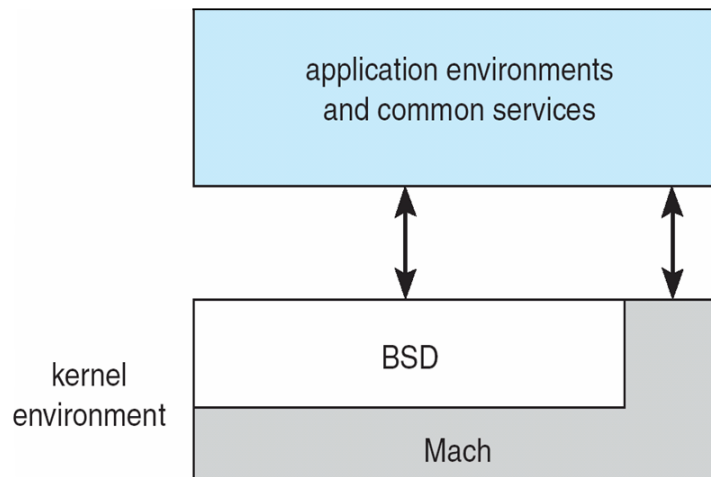 application environments
and common services
BSD
kernel
environment
Mach